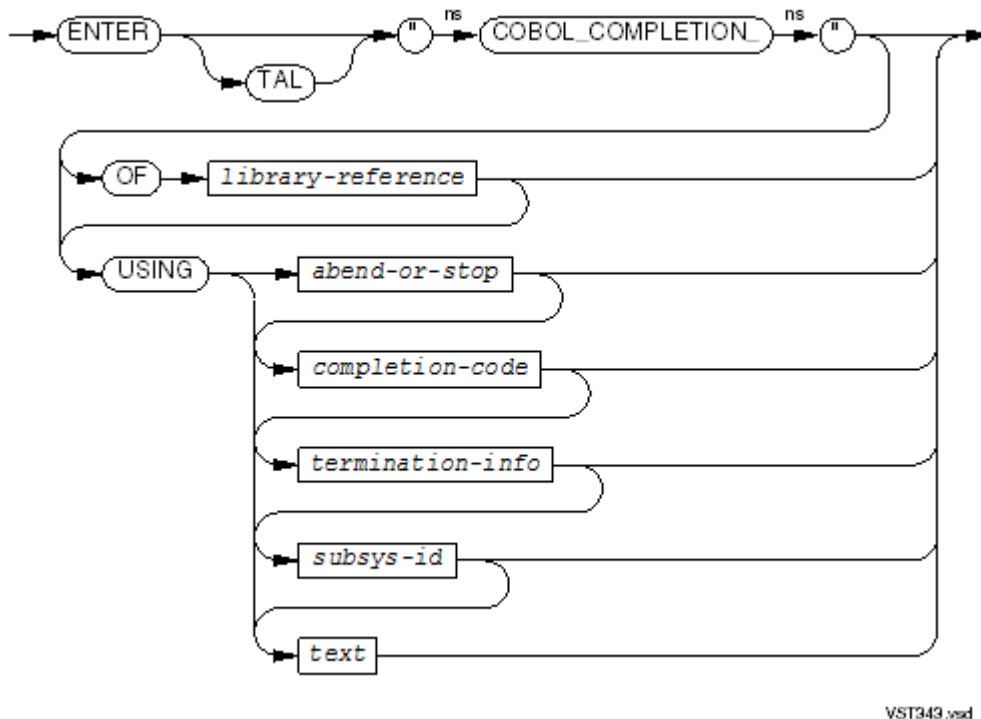 ns ns
ENTER " COBOL_COMPLETION_ "
TAL
OF library-reference
USING abend-or-stop
completion-code
termination-info
subsys-id
text
VST343.vsd